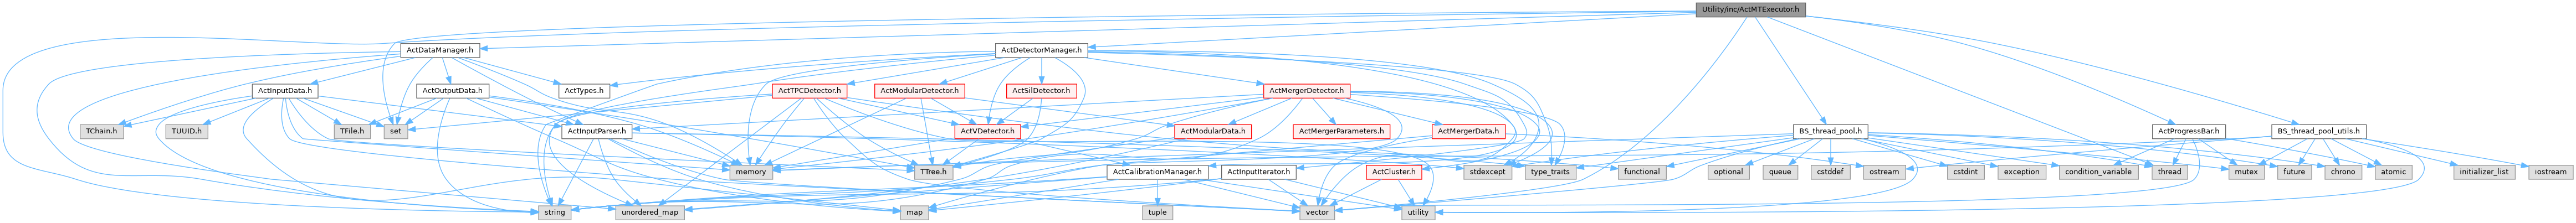 Utility/inc/ActMTExecutor.h
ActDataManager.h
ActDetectorManager.h
ActInputData.h
ActOutputData.h
ActTypes.h
ActTPCDetector.h
ActModularDetector.h
ActSilDetector.h
ActMergerDetector.h
TChain.h
TUUID.h
TFile.h
set
ActInputParser.h
ActVDetector.h
ActModularData.h
ActMergerParameters.h
ActMergerData.h
BS_thread_pool.h
ActProgressBar.h
BS_thread_pool_utils.h
memory
TTree.h
ActCalibrationManager.h
ActInputIterator.h
ActCluster.h
stdexcept
type_traits
functional
optional
queue
cstddef
ostream
cstdint
exception
condition_variable
thread
mutex
future
chrono
atomic
initializer_list
iostream
string
unordered_map
map
tuple
vector
utility